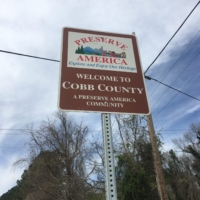 PRESERVE
AMERICA
Explore and Enjoy Our Heritage
WELCOME TO
COBB COUNTY
A PRESERVE AMERICA
COMMUNITY